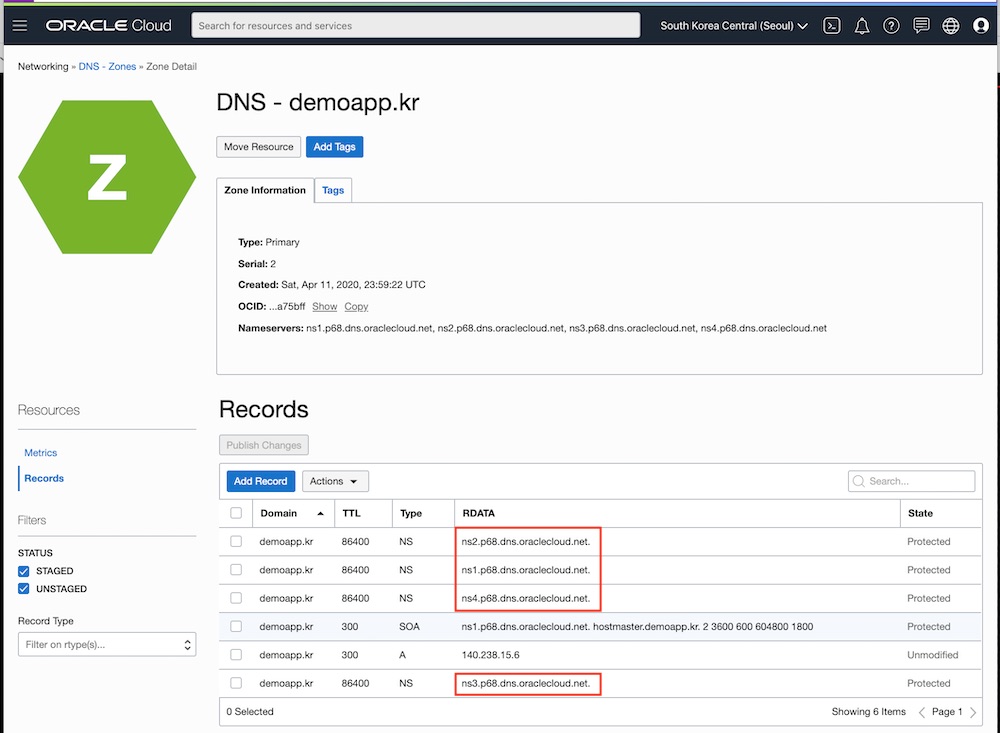 ORACLE Cloud
Search for resources and services
South Korea Central (Seoul)
Networking » DNS - Zones » Zone Detail
Z
DNS - demoapp.kr
Move Resource Add Tags
Zone Information Tags
Type: Primary
Serial: 2
Created: Sat, Apr 11, 2020, 23:59:22 UTC
OCID: ...a75bff Show Copy
Nameservers: ns1.p68.dns.oraclecloud.net, ns2.p68.dns.oraclecloud.net, ns3.p68.dns.oraclecloud.net, ns4.p68.dns.oraclecloud.net
Resources
Metrics
Records
Filters
STATUS
STAGED
UNSTAGED
Record Type
Filter on rtype(s)...
Records
Publish Changes
Add Record Actions Search...
Domain TTL Type RDATA State
demoapp.kr 86400 NS ns2.p68.dns.oraclecloud.net. Protected
demoapp.kr 86400 NS ns1.p68.dns.oraclecloud.net. Protected
demoapp.kr 86400 NS ns4.p68.dns.oraclecloud.net. Protected
demoapp.kr 300 SOA ns1.p68.dns.oraclecloud.net. hostmaster.demoapp.kr. 2 3600 600 604800 1800 Protected
demoapp.kr 300 A 140.238.15.6 Unmodified
demoapp.kr 86400 NS ns3.p68.dns.oraclecloud.net. Protected
0 Selected Showing 6 Items Page 1